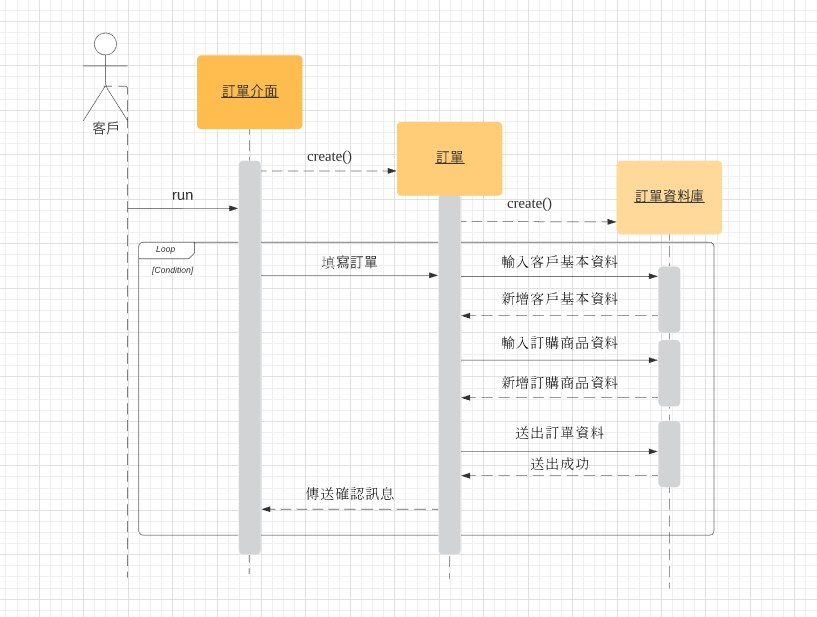 客戶
訂單介面
訂單
訂單資料庫
create()
create()
run
Loop
[Condition]
填寫訂單
輸入客戶基本資料
新增客戶基本資料
輸入訂購商品資料
新增訂購商品資料
送出訂單資料
送出成功
傳送確認訊息